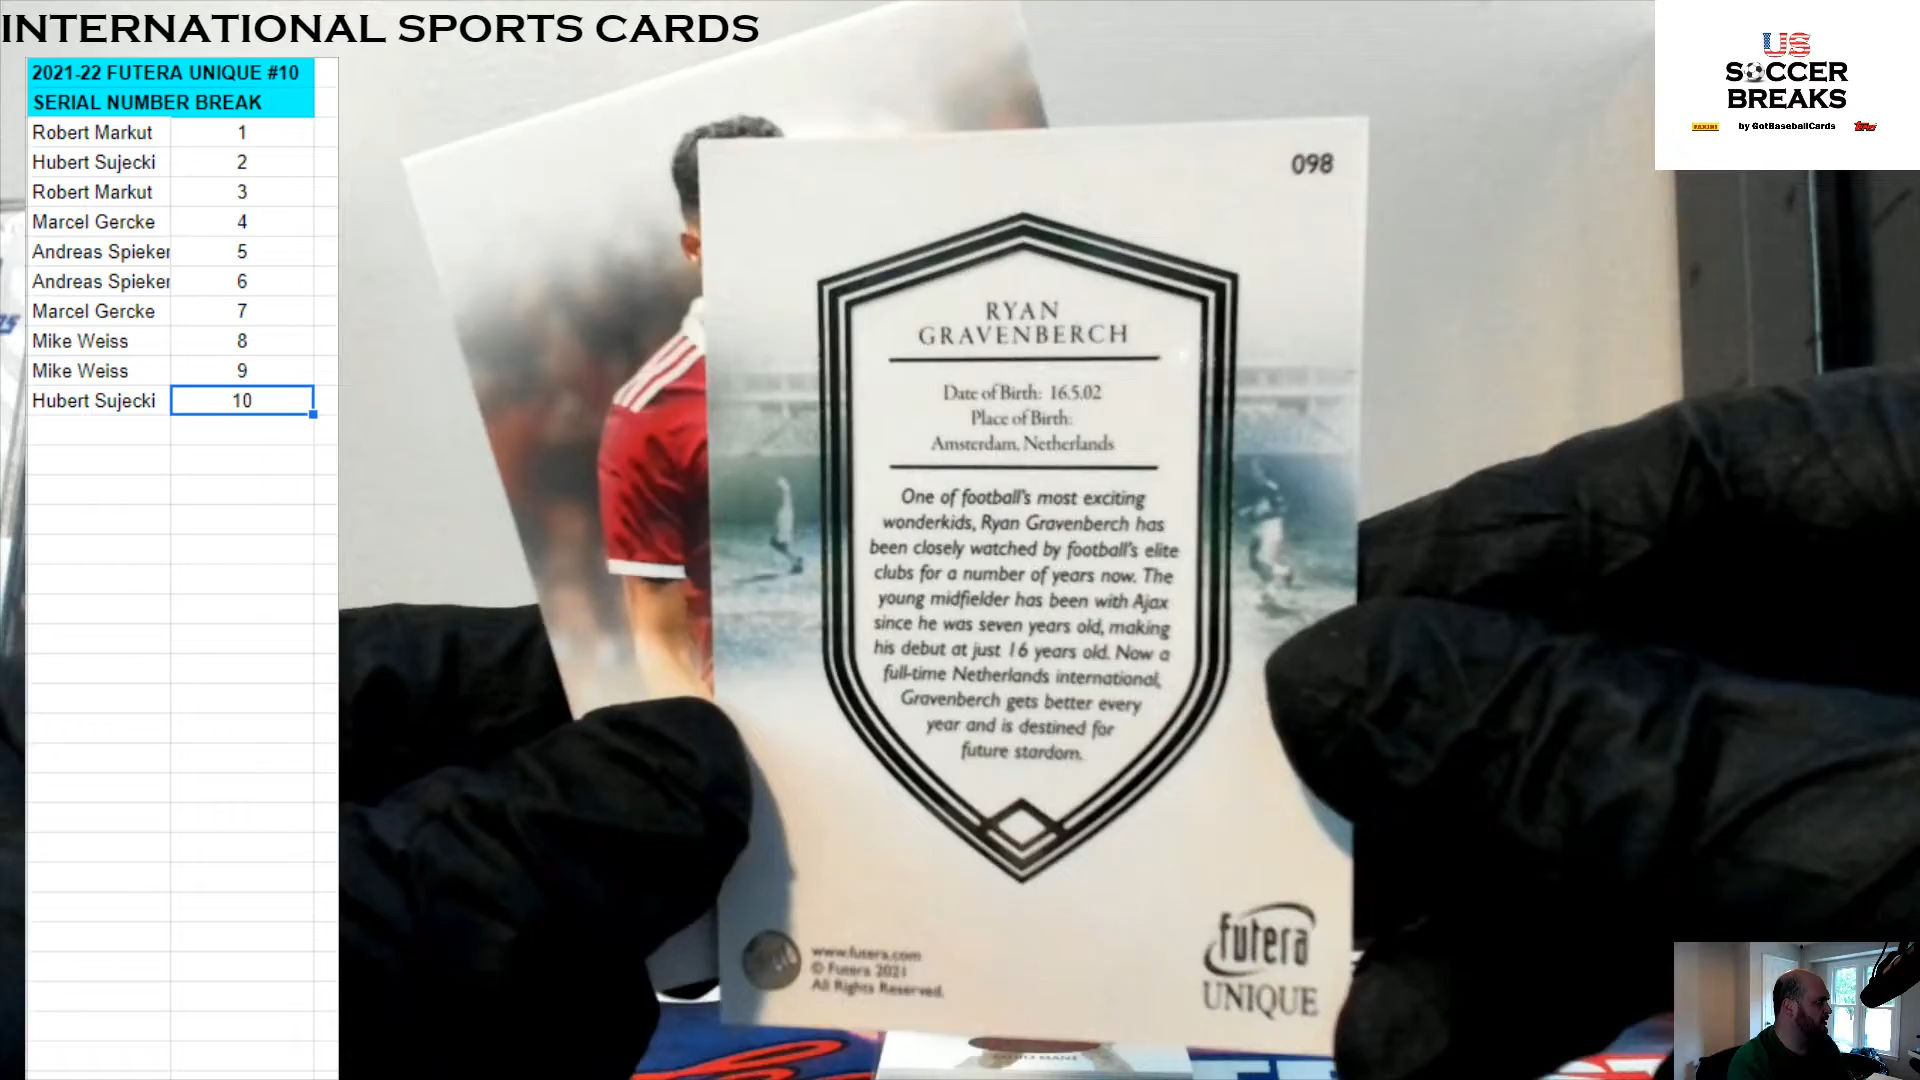 INTERNATIONAL SPORTS CARDS
2021-22 FUTERA UNIQUE #10
SERIAL NUMBER BREAK
Robert Markut 1
Hubert Sujecki 2
Robert Markut 3
Marcel Gercke 4
Andreas Spieker 5
Andreas Spieker 6
Marcel Gercke 7
Mike Weiss 8
Mike Weiss 9
Hubert Sujecki 10
US
SOCCER
BREAKS
PANINI by GotBaseballCards Topps
098
RYAN
GRAVENBERCH
Date of Birth: 16.5.02
Place of Birth:
Amsterdam, Netherlands
One of football's most exciting
wonderkids, Ryan Gravenberch has
been closely watched by football's elite
clubs for a number of years now. The
young midfielder has been with Ajax
since he was seven years old, making
his debut at just 16 years old. Now a
full-time Netherlands international,
Gravenberch gets better every
year and is destined for
future stardom.
www.futera.com
© Futera 2021
All Rights Reserved.
futera
UNIQUE